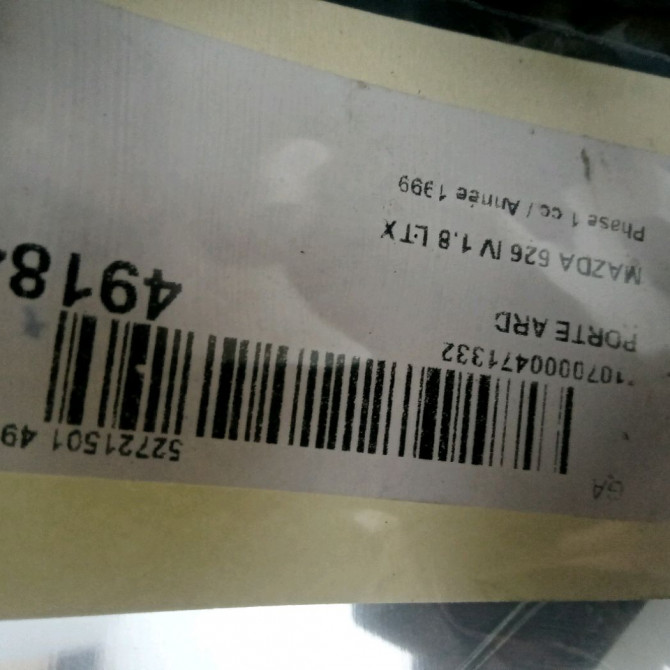 GA
52721501 49
*1070000471332
PORTE ARD
4918
MAZDA 626 IV 1.8 LTX
Phase 1 cc / Année 1999